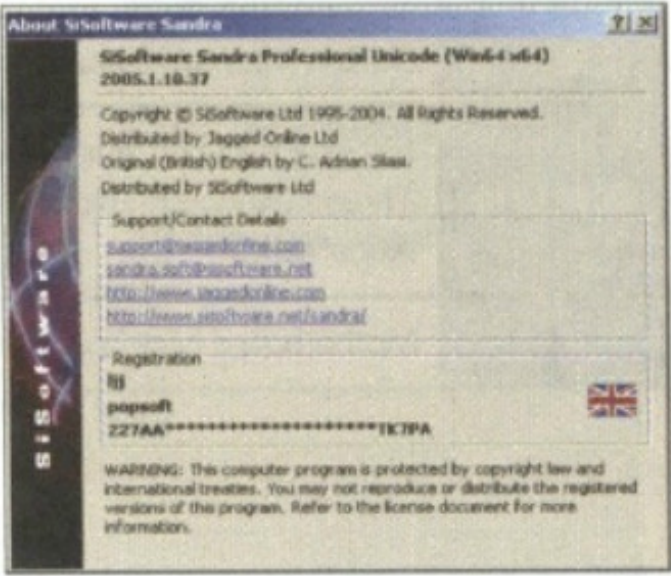 About SiSoftware Sandra
SiSoftware Sandra Professional Unicode (Win64 x64)
2005.1.10.37
Copyright © SiSoftware Ltd 1995-2004. All Rights Reserved.
Distributed by Jagged Online Ltd
Original (British) English by C. Adrian Silasi.
Distributed by SiSoftware Ltd
Support/Contact Details
support@jaggedonline.com
sandra.soft@sisoftware.net
http://www.jaggedonline.com
http://www.sisoftware.net/sandra/
Registration
popsoft
227AA*********************TK7PA
WARNING: This computer program is protected by copyright law and
international treaties. You may not reproduce or distribute the registered
versions of this program. Refer to the license document for more
information.
SiSoftware